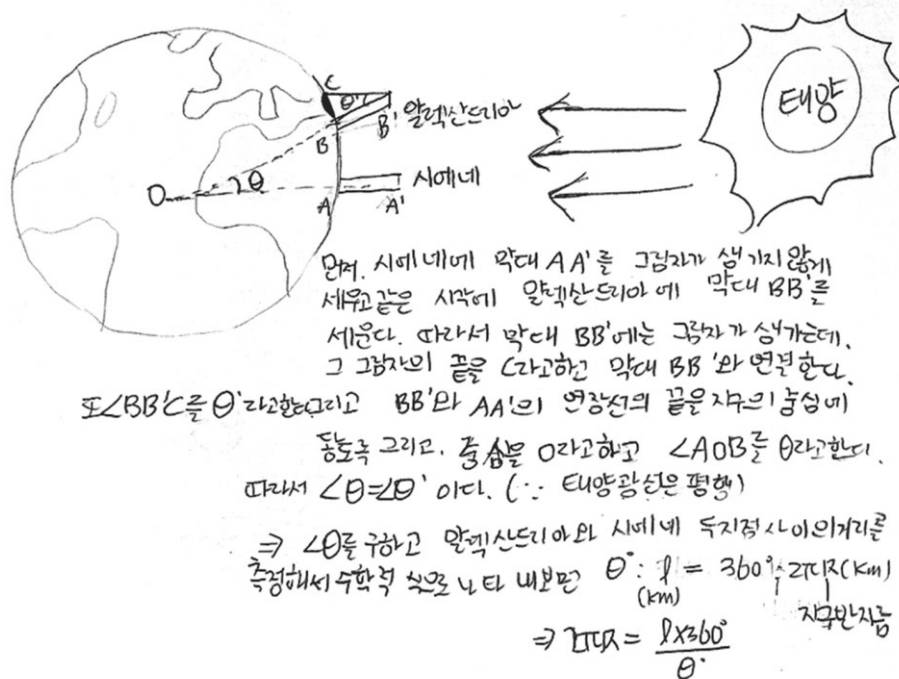 태양
C
θ'
B' 알렉산드리아
B
O θ
시에네
A A'
먼저, 시에네에 막대 AA'를 그림자가 생기지 않게
세우고 같은 시각에 알렉산드리아에 막대 BB'를
세운다. 따라서 막대 BB'에는 그림자가 생기는데,
그 그림자의 끝을 C라고하고 막대 BB'와 연결한다.
또∠BB'C를 θ'라고한다. 그리고 BB'와 AA'의 연장선의 끝을 지구의 중심에
동도록 그리고, 중심을 O라고하고 ∠AOB를 θ라고한다.
따라서 ∠θ=∠θ' 이다. (∵ 태양광선은 평행)
⇒ ∠θ를 구하고 알렉산드리아와 시에네 두지점사이의거리를
측정해서 수학적 식으로 나타 내보면 θ° : l = 360° : 2πR(km)
(km) 지구반지름
⇒ 2πR = l×360° / θ°